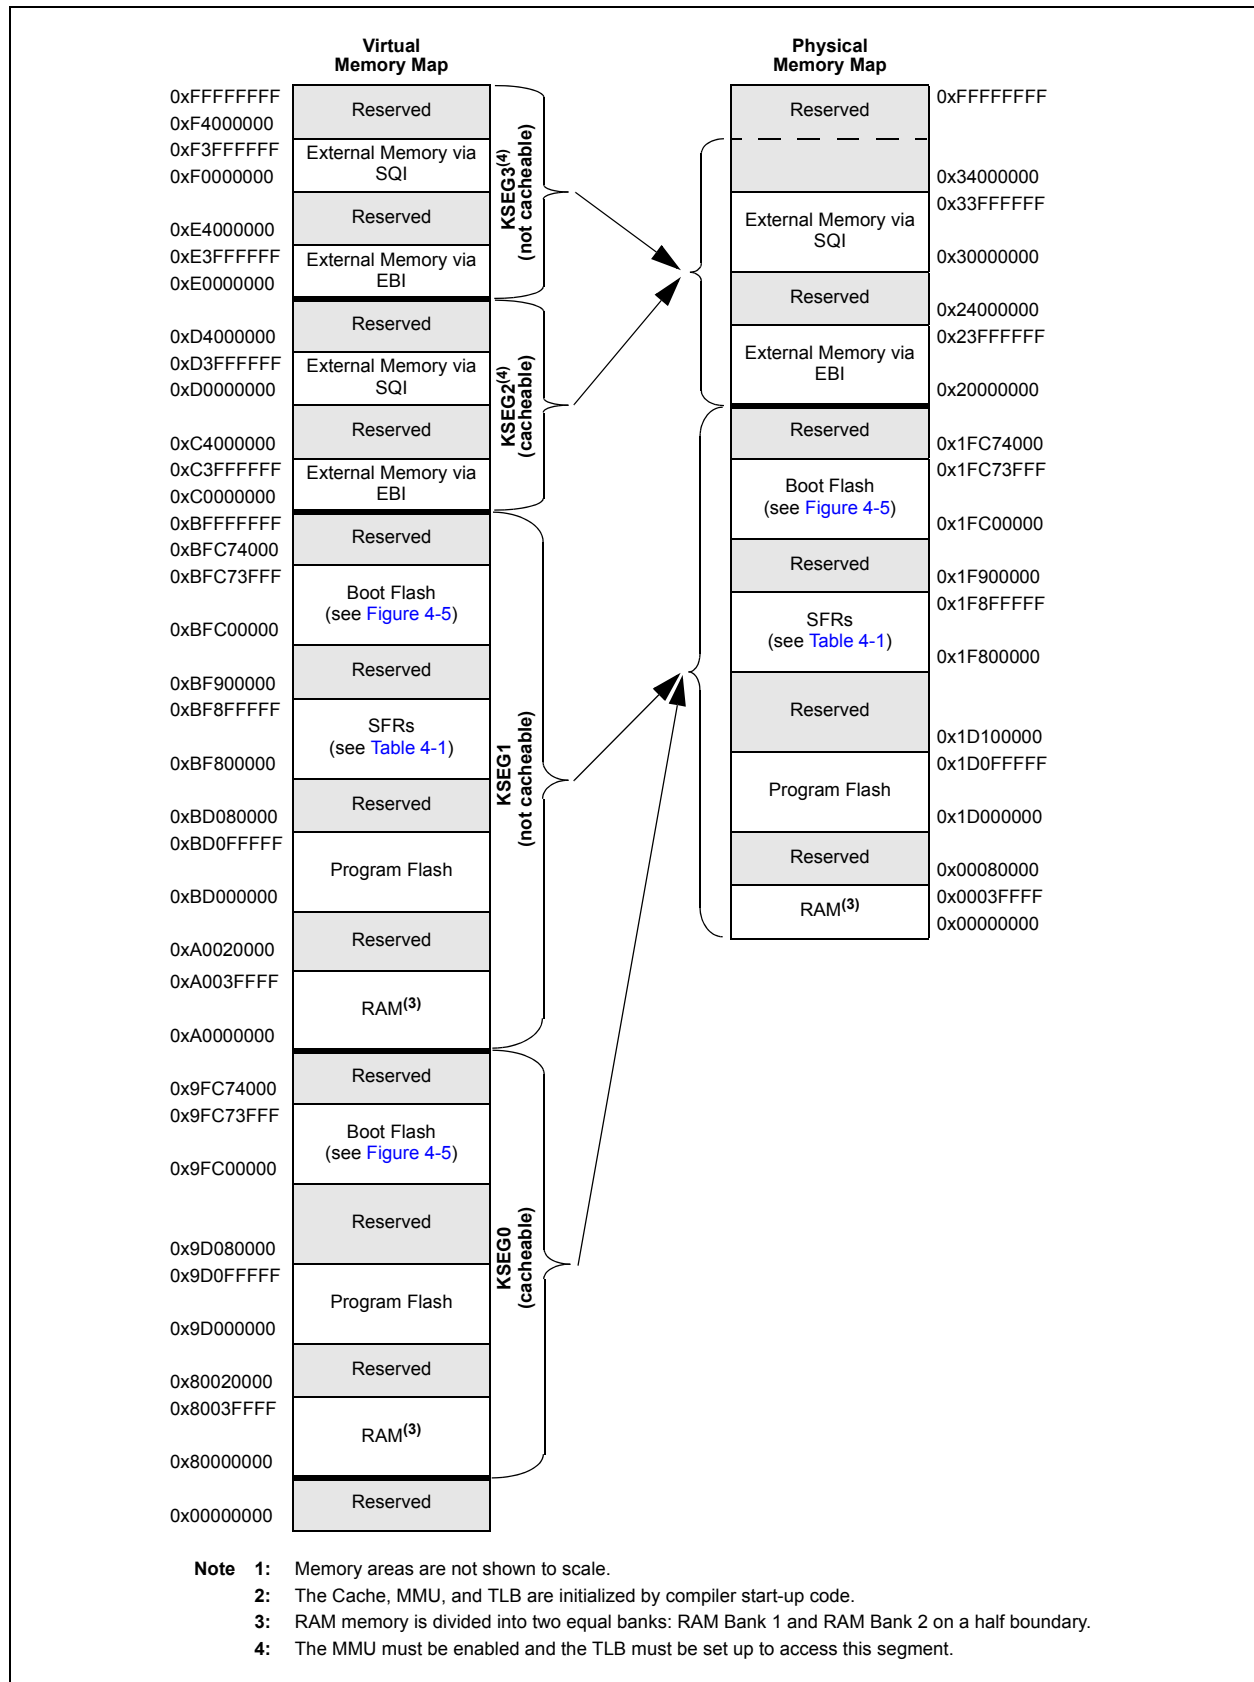 Virtual
Memory Map
0xFFFFFFFF
Reserved
0xF4000000
0xF3FFFFFF
External Memory via
SQI
0xF0000000
Reserved
0xE4000000
0xE3FFFFFF
External Memory via
EBI
0xE0000000
KSEG3(4)
(not cacheable)
Reserved
0xD4000000
0xD3FFFFFF
External Memory via
SQI
0xD0000000
Reserved
0xC4000000
0xC3FFFFFF
External Memory via
EBI
0xC0000000
KSEG2(4)
(cacheable)
0xBFFFFFFF
Reserved
0xBFC74000
0xBFC73FFF
Boot Flash
(see Figure 4-5)
0xBFC00000
Reserved
0xBF900000
0xBF8FFFFF
SFRs
(see Table 4-1)
0xBF800000
Reserved
0xBD080000
0xBD0FFFFF
Program Flash
0xBD000000
Reserved
0xA0020000
0xA003FFFF
RAM(3)
0xA0000000
KSEG1
(not cacheable)
Reserved
0x9FC74000
0x9FC73FFF
Boot Flash
(see Figure 4-5)
0x9FC00000
Reserved
0x9D080000
0x9D0FFFFF
Program Flash
0x9D000000
Reserved
0x80020000
0x8003FFFF
RAM(3)
0x80000000
KSEG0
(cacheable)
Reserved
0x00000000
Physical
Memory Map
0xFFFFFFFF
Reserved
0x34000000
0x33FFFFFF
External Memory via
SQI
0x30000000
Reserved
0x24000000
0x23FFFFFF
External Memory via
EBI
0x20000000
Reserved
0x1FC74000
0x1FC73FFF
Boot Flash
(see Figure 4-5)
0x1FC00000
Reserved
0x1F900000
0x1F8FFFFF
SFRs
(see Table 4-1)
0x1F800000
Reserved
0x1D100000
0x1D0FFFFF
Program Flash
0x1D000000
Reserved
0x00080000
0x0003FFFF
RAM(3)
0x00000000
Note 1: Memory areas are not shown to scale.
2: The Cache, MMU, and TLB are initialized by compiler start-up code.
3: RAM memory is divided into two equal banks: RAM Bank 1 and RAM Bank 2 on a half boundary.
4: The MMU must be enabled and the TLB must be set up to access this segment.